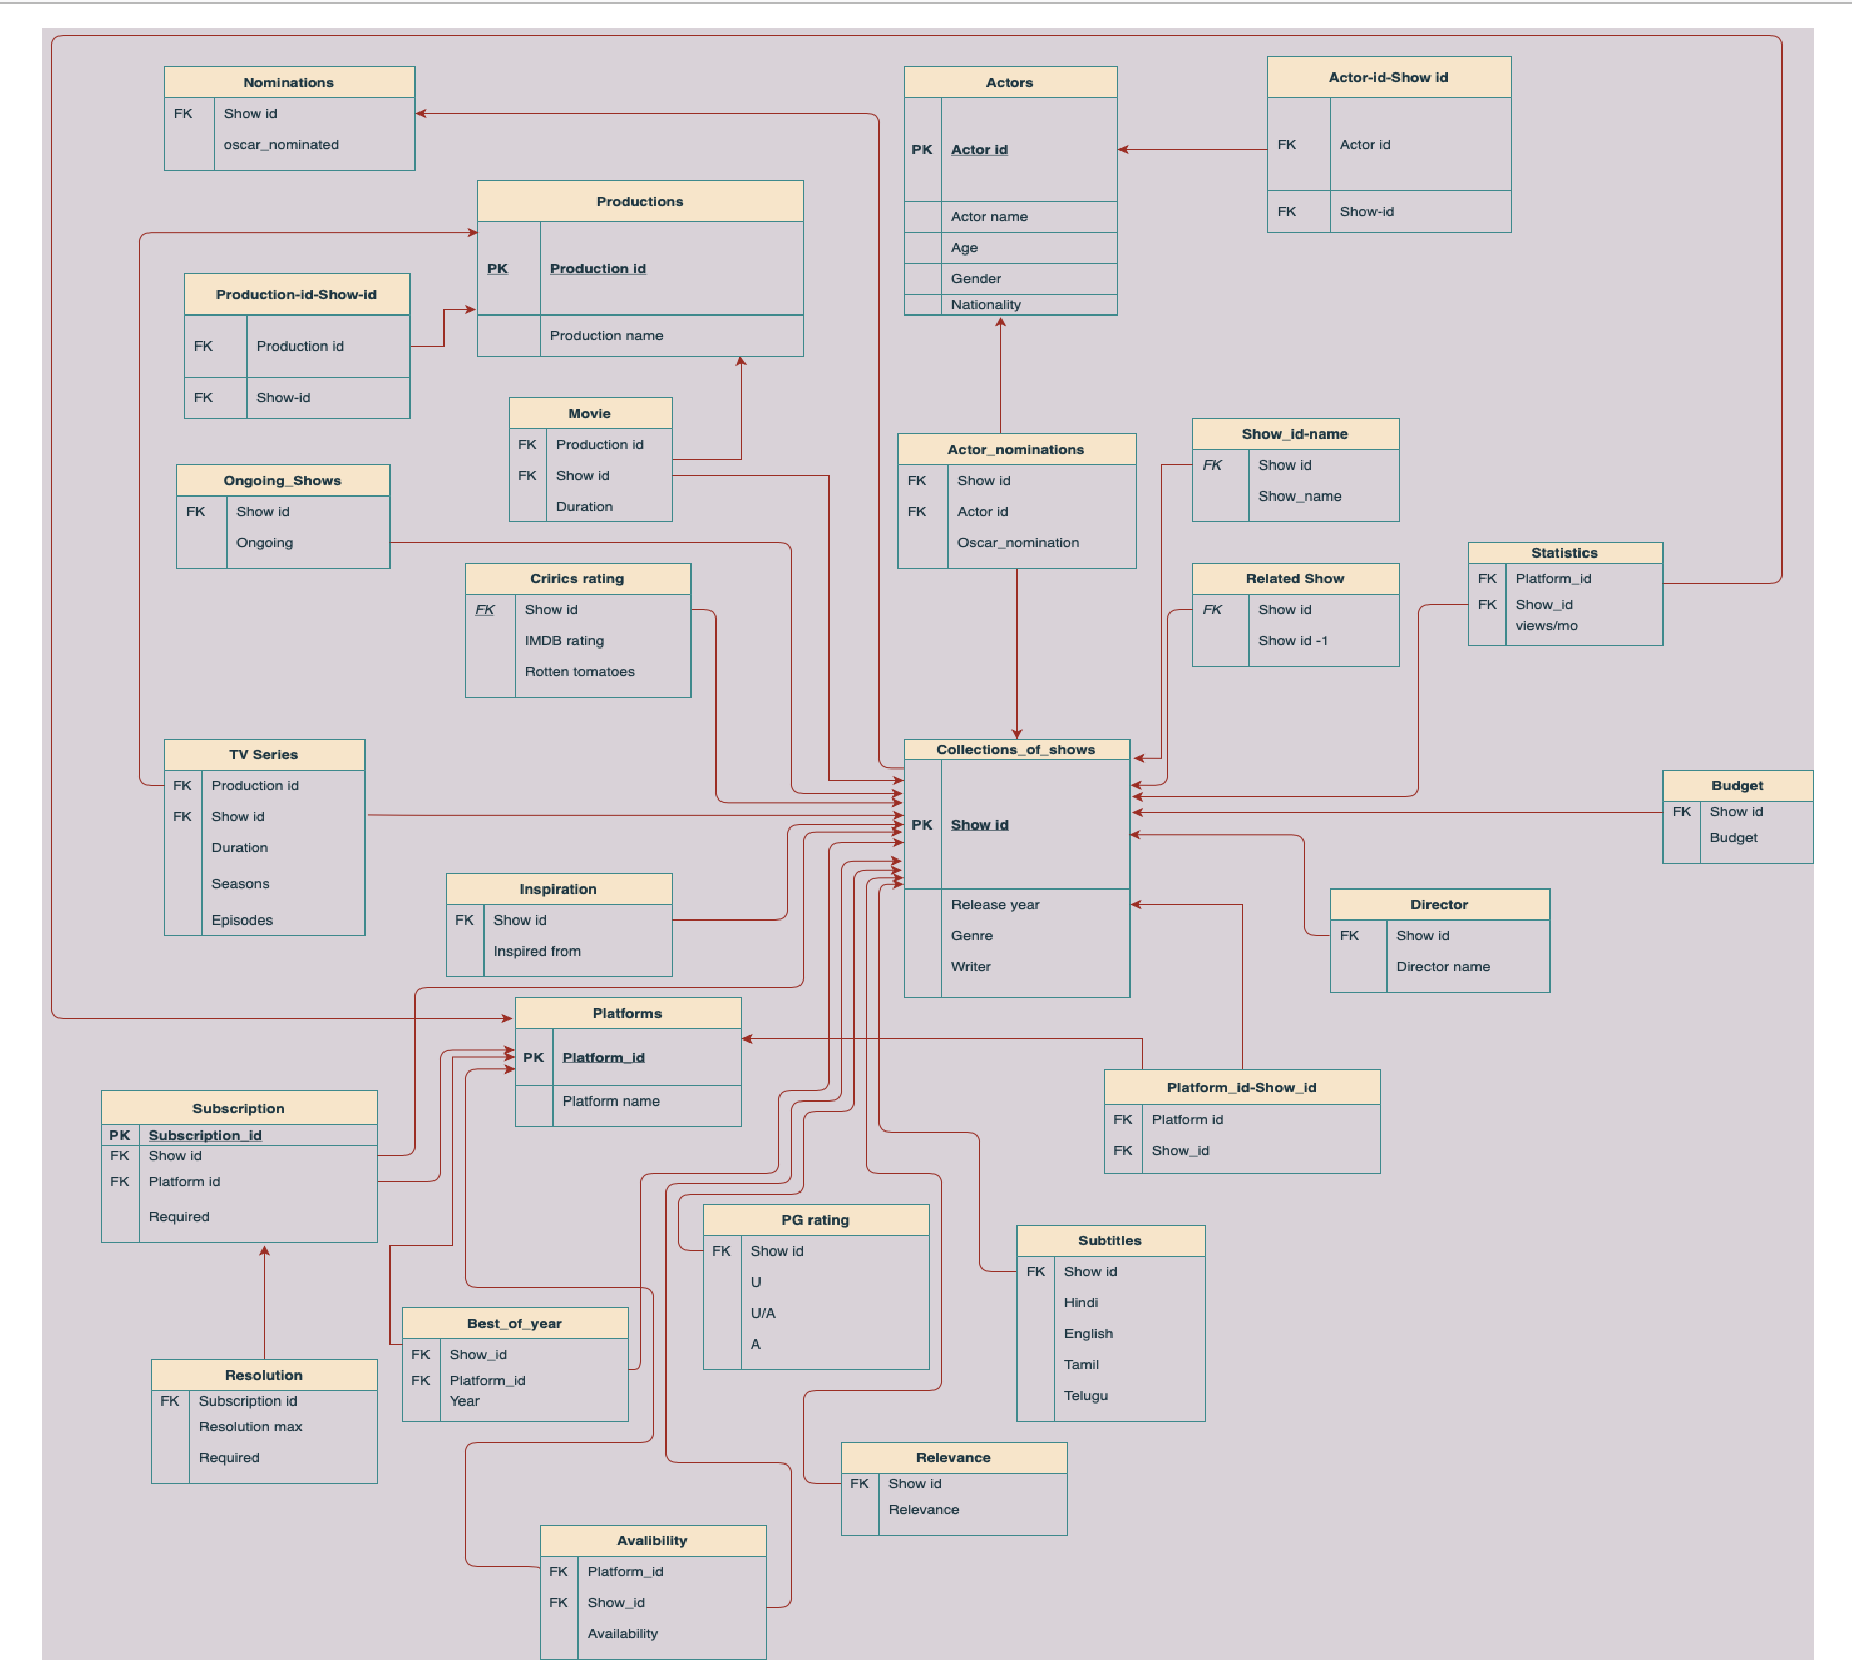 Nominations
FK Show id
oscar_nominated
Actors
PK Actor id
Actor name
Age
Gender
Nationality
Actor-id-Show id
FK Actor id
FK Show-id
Productions
PK Production id
Production name
Production-id-Show-id
FK Production id
FK Show-id
Movie
FK Production id
FK Show id
Duration
Actor_nominations
FK Show id
FK Actor id
Oscar_nomination
Show_id-name
FK Show id
Show_name
Ongoing_Shows
FK Show id
Ongoing
Crirics rating
FK Show id
IMDB rating
Rotten tomatoes
Related Show
FK Show id
Show id -1
Statistics
FK Platform_id
FK Show_id
views/mo
TV Series
FK Production id
FK Show id
Duration
Seasons
Episodes
Collections_of_shows
PK Show id
Release year
Genre
Writer
Budget
FK Show id
Budget
Inspiration
FK Show id
Inspired from
Director
FK Show id
Director name
Platforms
PK Platform_id
Platform name
Platform_id-Show_id
FK Platform id
FK Show_id
Subscription
PK Subscription_id
FK Show id
FK Platform id
Required
PG rating
FK Show id
U
U/A
A
Subtitles
FK Show id
Hindi
English
Tamil
Telugu
Best_of_year
FK Show_id
FK Platform_id
Year
Resolution
FK Subscription id
Resolution max
Required
Relevance
FK Show id
Relevance
Avalibility
FK Platform_id
FK Show_id
Availability